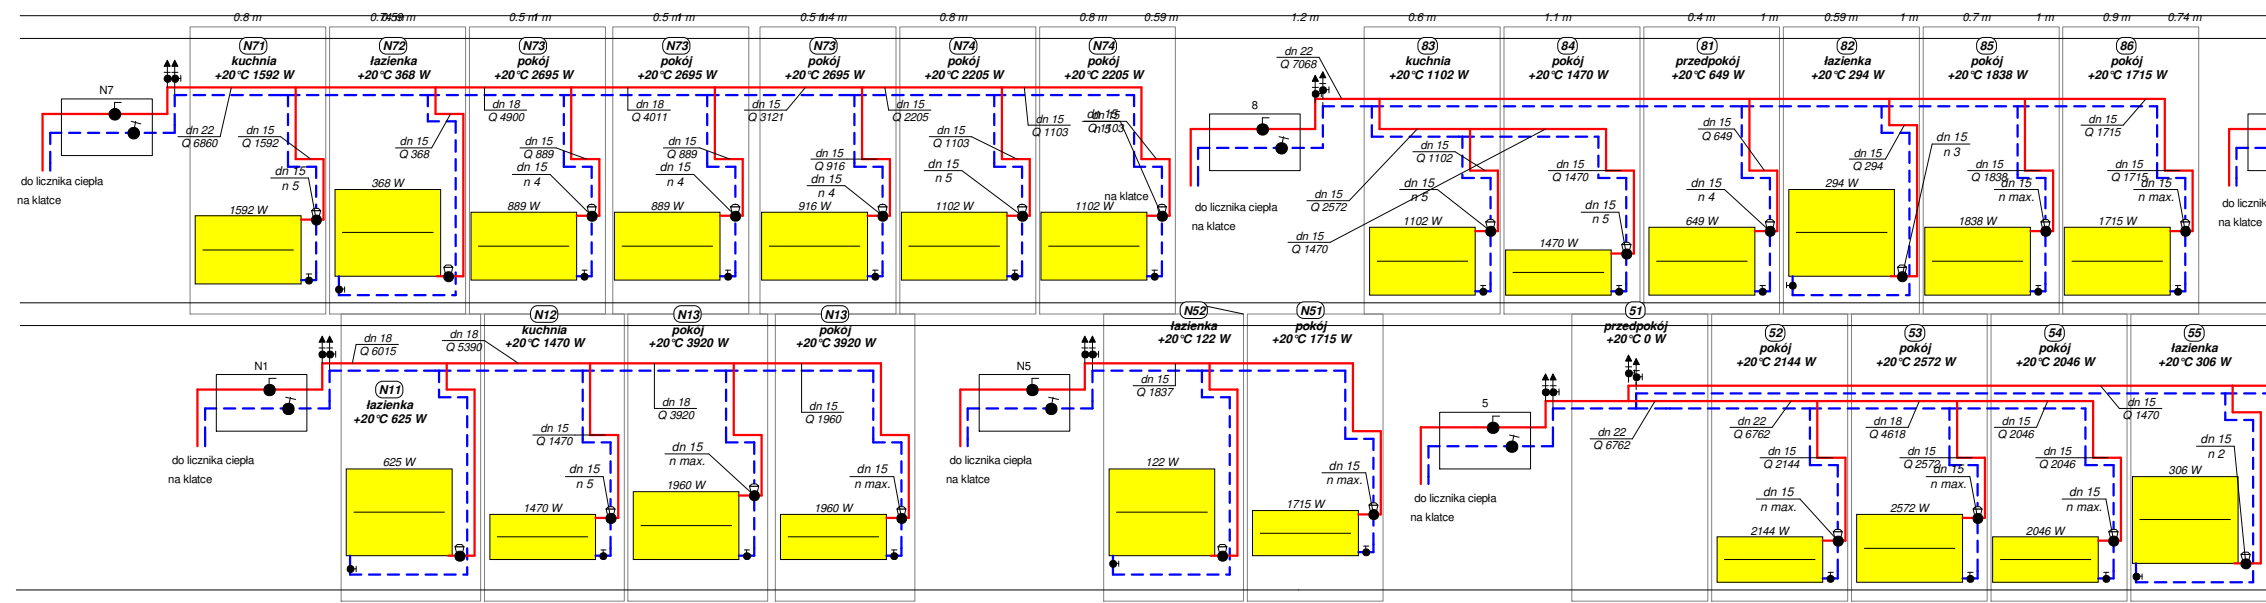 0.8 m
0.5 m
0.5 m
0.8 m
0.8 m
0.59 m
1.2 m
0.6 m
1.1 m
0.4 m
1 m
0.59 m
1 m
0.7 m
1 m
0.9 m
0.74 m
N71
kuchnia
+20°C 1592 W
N72
łazienka
+20°C 368 W
N73
pokój
+20°C 2695 W
N73
pokój
+20°C 2695 W
N73
pokój
+20°C 2695 W
N74
pokój
+20°C 2205 W
N74
pokój
+20°C 2205 W
83
kuchnia
+20°C 1102 W
84
pokój
+20°C 1470 W
81
przedpokój
+20°C 649 W
82
łazienka
+20°C 294 W
85
pokój
+20°C 1838 W
86
pokój
+20°C 1715 W
N7
do licznika ciepła
na klatce
dn 22
Q 6860
dn 15
Q 1592
dn 15
n 5
1592 W
dn 15
Q 368
368 W
dn 18
Q 4900
dn 15
Q 889
dn 15
n 4
889 W
dn 18
Q 4011
dn 15
Q 889
dn 15
n 4
889 W
dn 15
Q 3121
dn 15
Q 916
dn 15
n 4
916 W
dn 15
Q 2205
dn 15
Q 1103
dn 15
n 5
1102 W
dn 15
Q 1103
dn 15
Q 1103
1102 W
na klatce
dn 22
Q 7068
8
do licznika ciepła
na klatce
dn 15
Q 2572
dn 15
Q 1470
dn 15
Q 1102
dn 15
n 5
1102 W
dn 15
Q 1470
dn 15
n 5
1470 W
dn 15
Q 649
dn 15
n 4
649 W
dn 15
Q 294
dn 15
n 3
294 W
dn 15
Q 1838
dn 15
n max.
1838 W
dn 15
Q 1715
dn 15
Q 1715
dn 15
n max.
1715 W
do licznik
na klatce
N1
do licznika ciepła
na klatce
dn 18
Q 6015
N11
łazienka
+20°C 625 W
625 W
dn 18
Q 5390
N12
kuchnia
+20°C 1470 W
dn 15
Q 1470
dn 15
n 5
1470 W
N13
pokój
+20°C 3920 W
dn 18
Q 3920
dn 15
n max.
1960 W
N13
pokój
+20°C 3920 W
dn 15
Q 1960
dn 15
n max.
1960 W
N5
do licznika ciepła
na klatce
N52
łazienka
+20°C 122 W
dn 15
Q 1837
122 W
N51
pokój
+20°C 1715 W
dn 15
n max.
1715 W
5
do licznika ciepła
na klatce
51
przedpokój
+20°C 0 W
dn 22
Q 6762
52
pokój
+20°C 2144 W
dn 22
Q 6762
dn 15
Q 2144
dn 15
n max.
2144 W
53
pokój
+20°C 2572 W
dn 18
Q 4618
dn 15
Q 2572
dn 15
n max.
2572 W
54
pokój
+20°C 2046 W
dn 15
Q 2046
dn 15
Q 2046
dn 15
n max.
2046 W
55
łazienka
+20°C 306 W
dn 15
Q 1470
dn 15
n 2
306 W